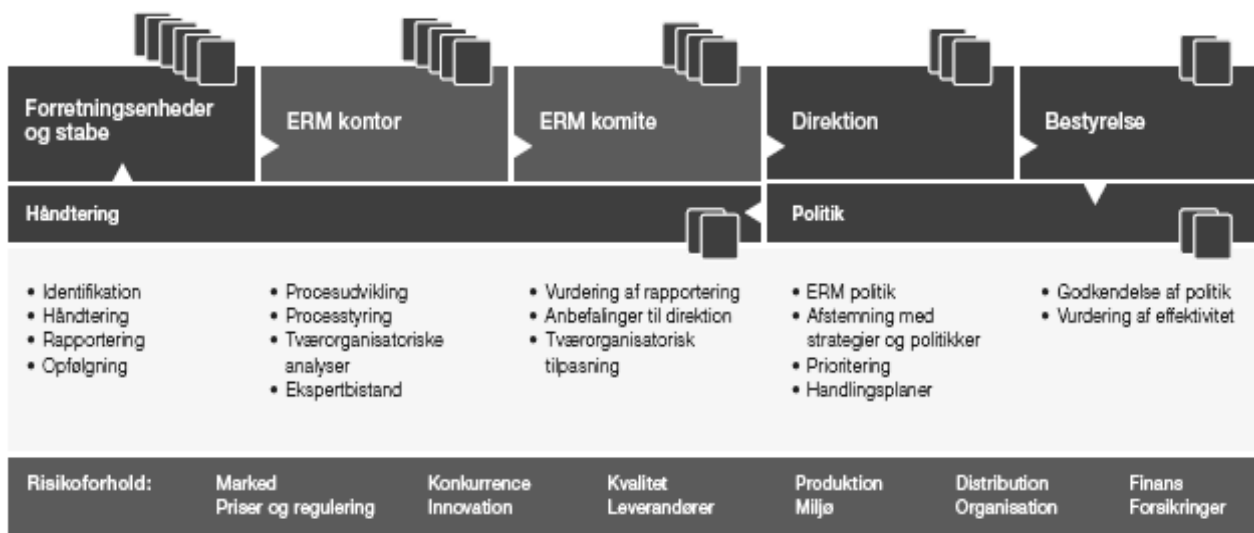 Forretningsenheder
og stabe
ERM kontor
ERM komite
Direktion
Bestyrelse
Håndtering
Politik
• Identifikation
• Håndtering
• Rapportering
• Opfølgning
• Procesudvikling
• Processtyring
• Tværorganisatoriske
analyser
• Ekspertbistand
• Vurdering af rapportering
• Anbefalinger til direktion
• Tværorganisatorisk
tilpasning
• ERM politik
• Afstemning med
strategier og politikker
• Prioritering
• Handlingsplaner
• Godkendelse af politik
• Vurdering af effektivitet
Risikoforhold:
Marked
Priser og regulering
Konkurrence
Innovation
Kvalitet
Leverandører
Produktion
Miljø
Distribution
Organisation
Finans
Forsikringer